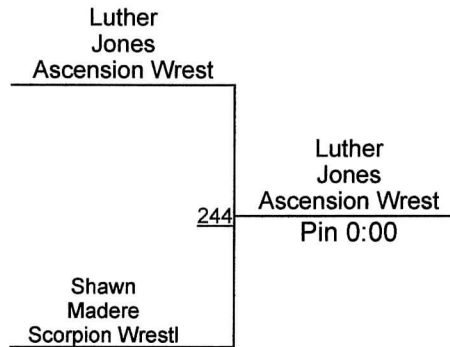 Luther
Jones
Ascension Wrest
Luther
Jones
Ascension Wrest
244
Pin 0:00
Shawn
Madere
Scorpion Wrestl